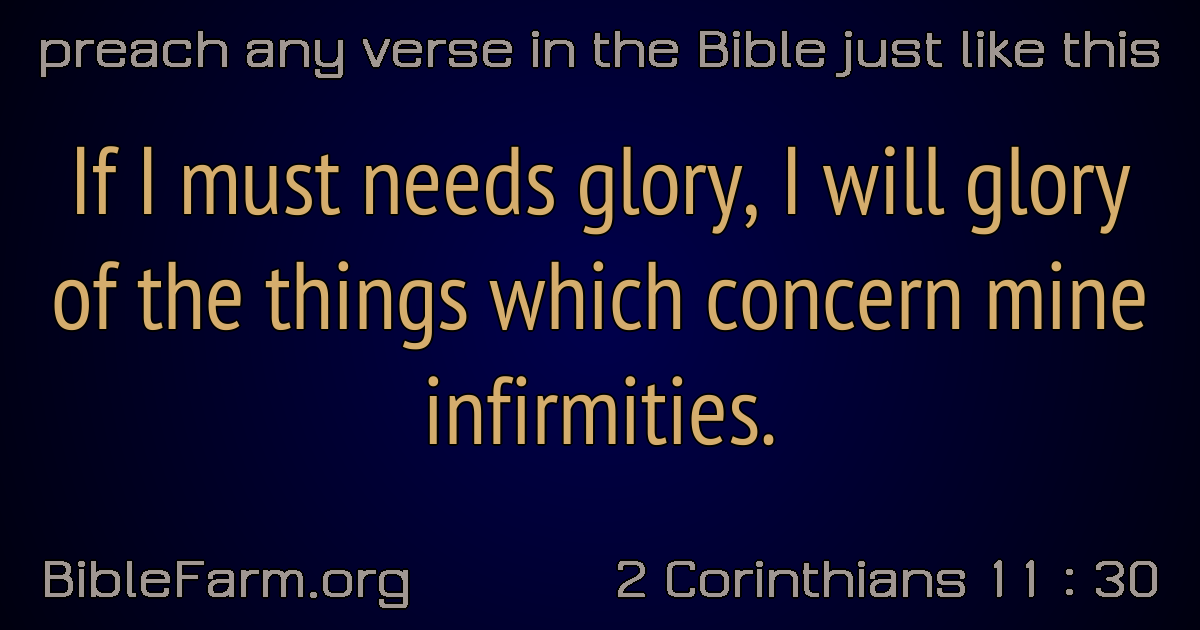 preach any verse in the Bible just like this
If I must needs glory, I will glory
of the things which concern mine
infirmities.
BibleFarm.org
2 Corinthians 11 : 30